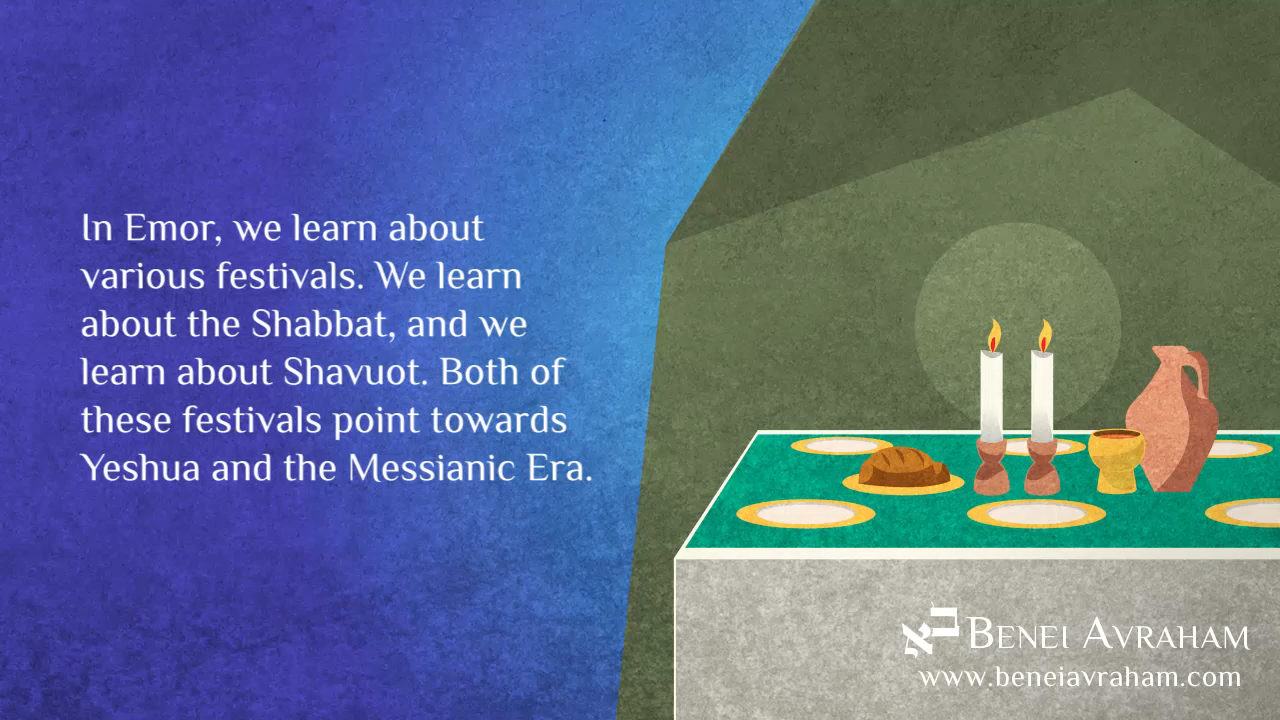 In Emor, we learn about
various festivals. We learn
about the Shabbat, and we
learn about Shavuot. Both of
these festivals point towards
Yeshua and the Messianic Era.
אב Benei Avraham
www.beneiavraham.com